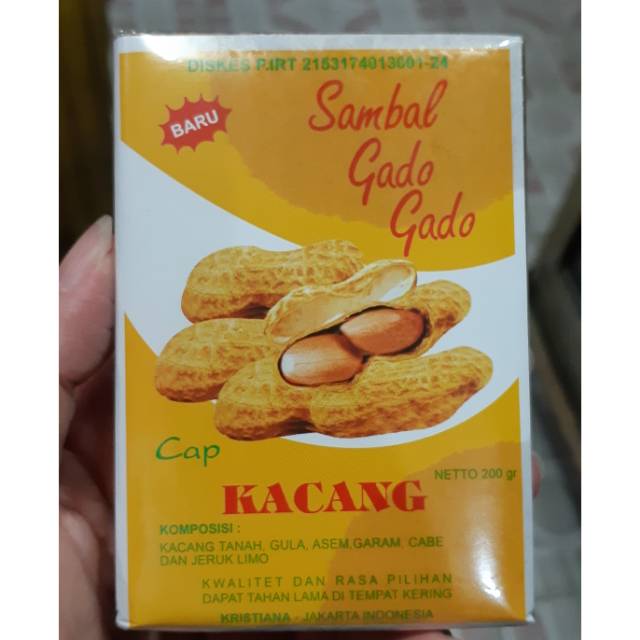 DISKES P.IRT 2153174013601-24
BARU
Sambal
Gado
Gado
Cap
NETTO 200 gr
KACANG
KOMPOSISI :
KACANG TANAH, GULA, ASEM,GARAM, CABE
DAN JERUK LIMO
KWALITET DAN RASA PILIHAN
DAPAT TAHAN LAMA DI TEMPAT KERING
KRISTIANA - JAKARTA INDONESIA